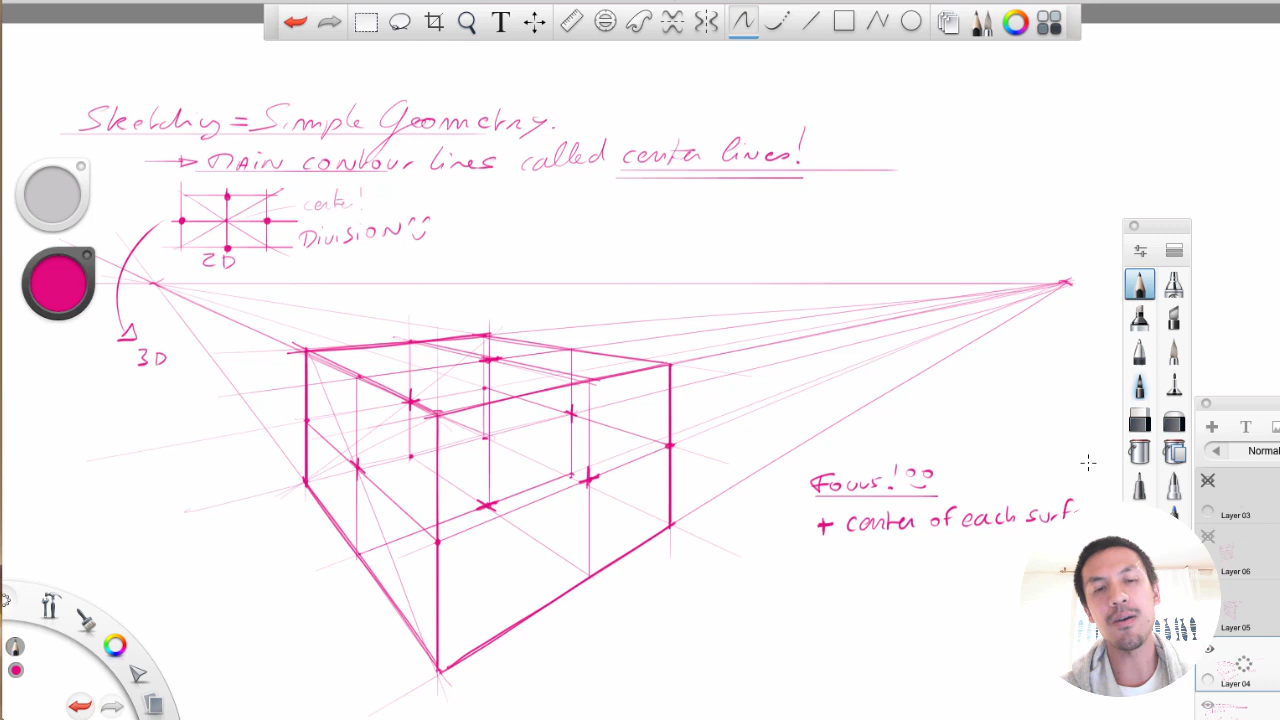 Sketching = Simple Geometry.
→ MAIN contour lines called center lines!
center!
Division
2D
3D
Focus!
+ center of each surf
Normal
Layer 03
Layer 06
Layer 05
Layer 04